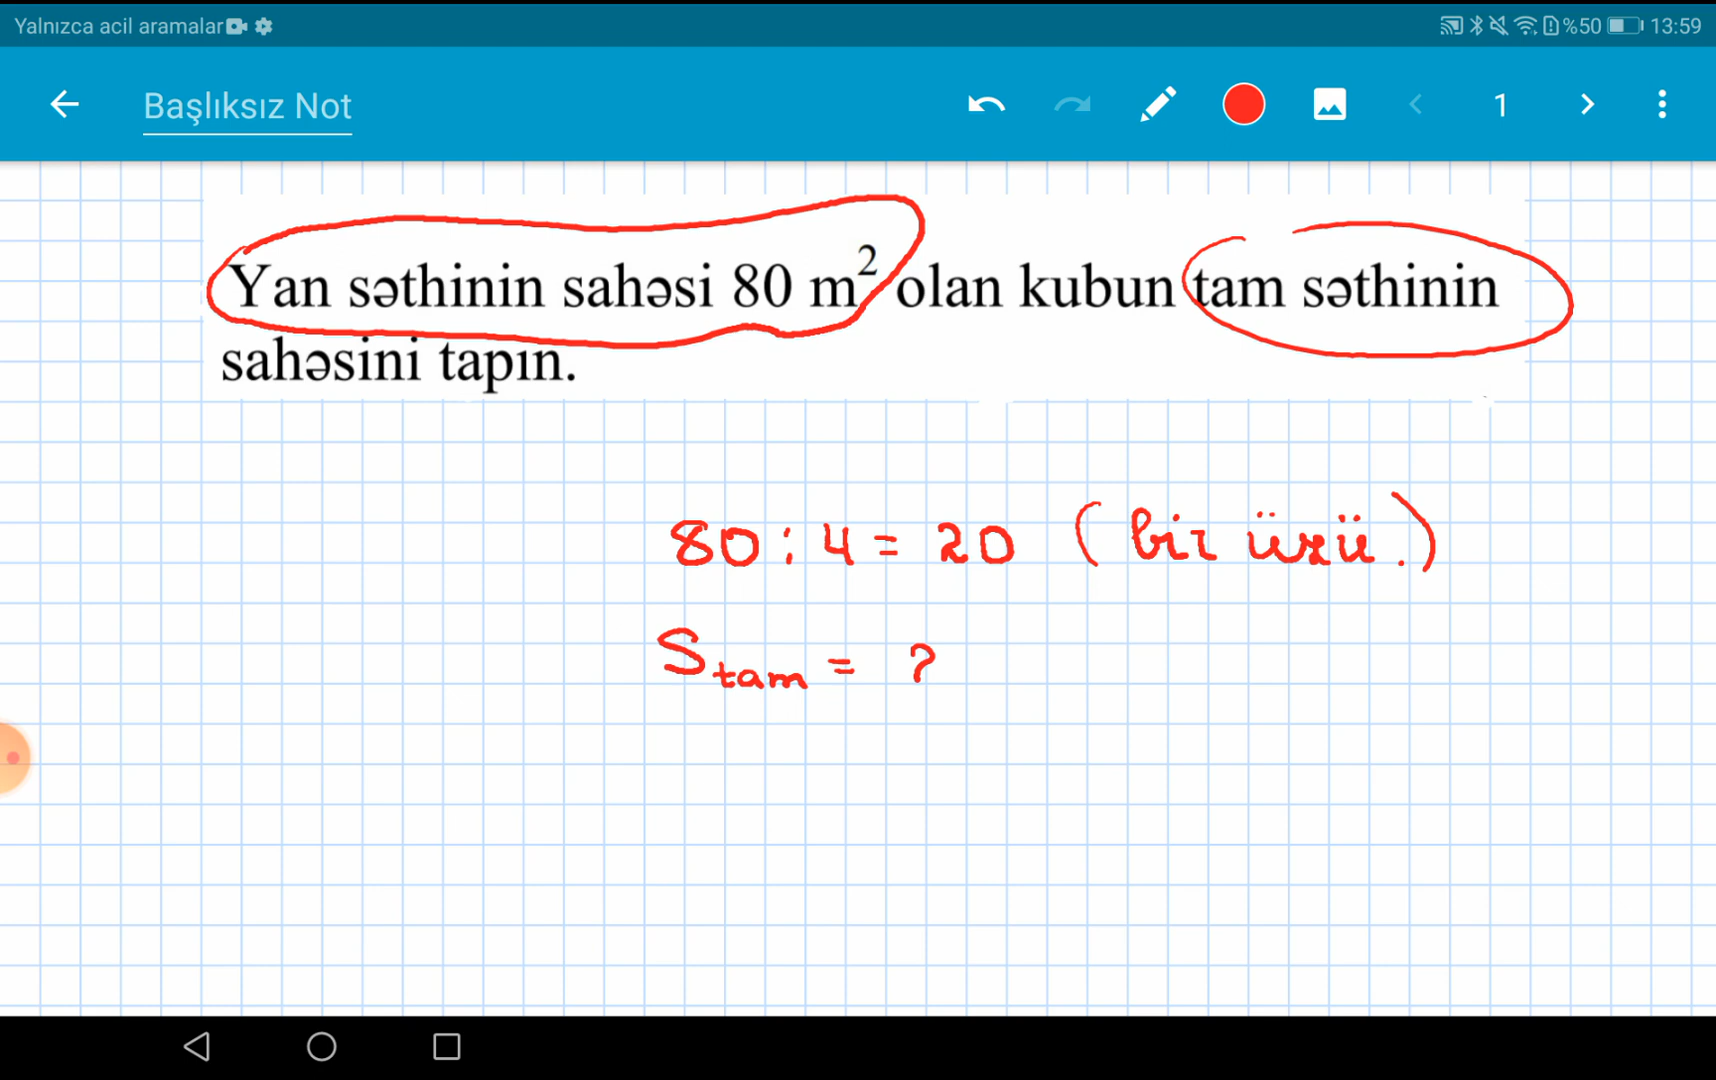 Yalnızca acil aramalar %50 13:59
Başlıksız Not 1
Yan səthinin sahəsi 80 m² olan kubun tam səthinin
sahəsini tapın.
80 : 4 = 20 (bir üzü.)
Stam = ?